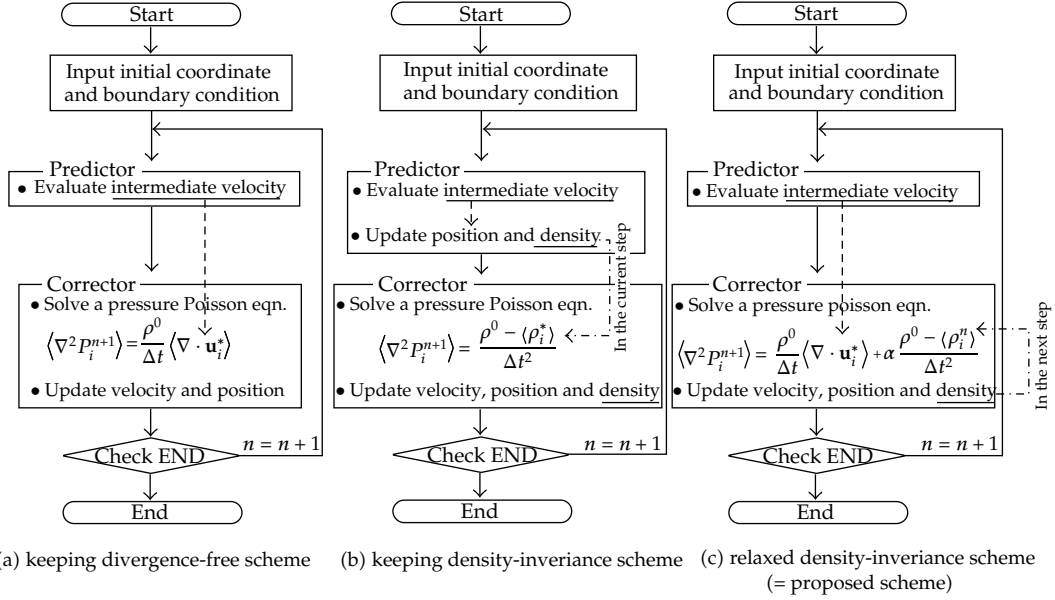 Start
Input initial coordinate
and boundary condition
Predictor
• Evaluate intermediate velocity
Corrector
• Solve a pressure Poisson eqn.
⟨∇²P_i^{n+1}⟩ = ρ⁰/Δt ⟨∇ · u_i^*⟩
• Update velocity and position
Check END
n = n + 1
End
(a) keeping divergence-free scheme
Start
Input initial coordinate
and boundary condition
Predictor
• Evaluate intermediate velocity
• Update position and density
In the current step
Corrector
• Solve a pressure Poisson eqn.
⟨∇²P_i^{n+1}⟩ = (ρ⁰ − ⟨ρ_i^*⟩)/Δt²
• Update velocity, position and density
Check END
n = n + 1
End
(b) keeping density-inveriance scheme
Start
Input initial coordinate
and boundary condition
Predictor
• Evaluate intermediate velocity
Corrector
• Solve a pressure poisson eqn.
⟨∇²P_i^{n+1}⟩ = ρ⁰/Δt ⟨∇ · u_i^*⟩ + α (ρ⁰ − ⟨ρ_i^n⟩)/Δt²
• Update velocity, position and density
In the next step
Check END
n = n + 1
End
(c) relaxed density-inveriance scheme
(= proposed scheme)